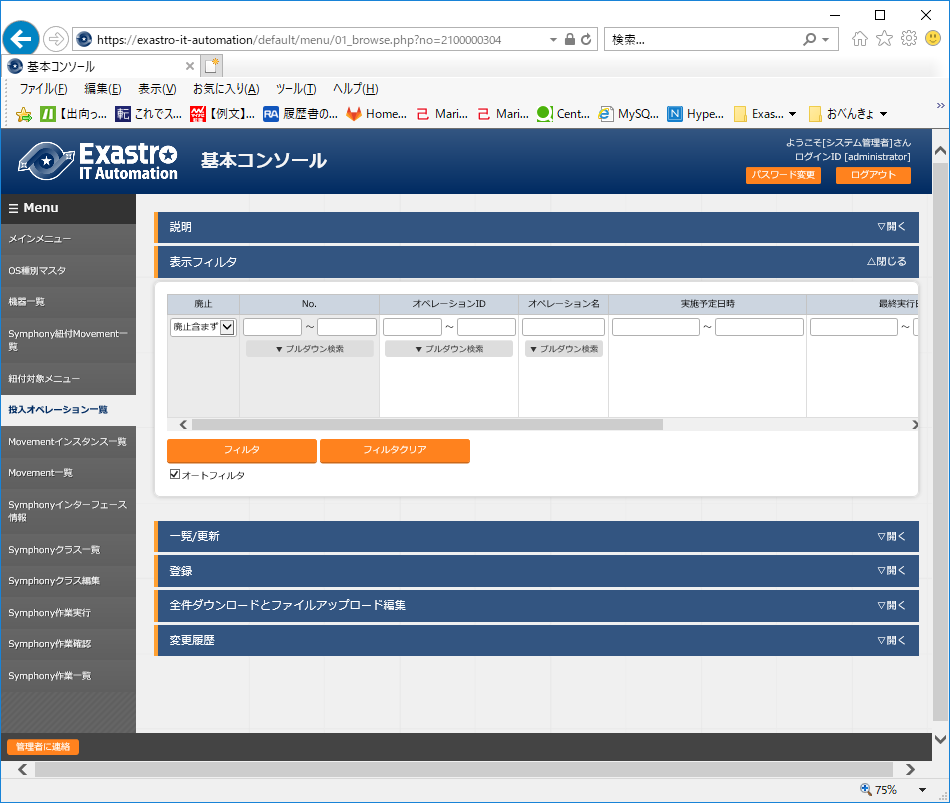 https://exastro-it-automation/default/menu/01_browse.php?no=2100000304
検索...
基本コンソール
ファイル(F) 編集(E) 表示(V) お気に入り(A) ツール(T) ヘルプ(H)
【出向っ... 転 これでス... 【例文】... RA 履歴書の... Home... Mari... Mari... Cent... MySQ... N Hype... Exas... おべんきょ
Exastro IT Automation
基本コンソール
ようこそ[システム管理者]さん
ログインID [administrator]
パスワード変更 ログアウト
Menu
メインメニュー
OS種別マスタ
機器一覧
Symphony紐付Movement一
覧
紐付対象メニュー
投入オペレーション一覧
Movementインスタンス一覧
Movement一覧
Symphonyインターフェース
情報
Symphonyクラス一覧
Symphonyクラス編集
Symphony作業実行
Symphony作業確認
Symphony作業一覧
説明 ▽開く
表示フィルタ △閉じる
廃止 No. オペレーションID オペレーション名 実施予定日時 最終実行日
廃止含まず ～ ～ ～ ～
▼プルダウン検索 ▼プルダウン検索 ▼プルダウン検索
フィルタ フィルタクリア
オートフィルタ
一覧/更新 ▽開く
登録 ▽開く
全件ダウンロードとファイルアップロード編集 ▽開く
変更履歴 ▽開く
管理者に連絡
75%